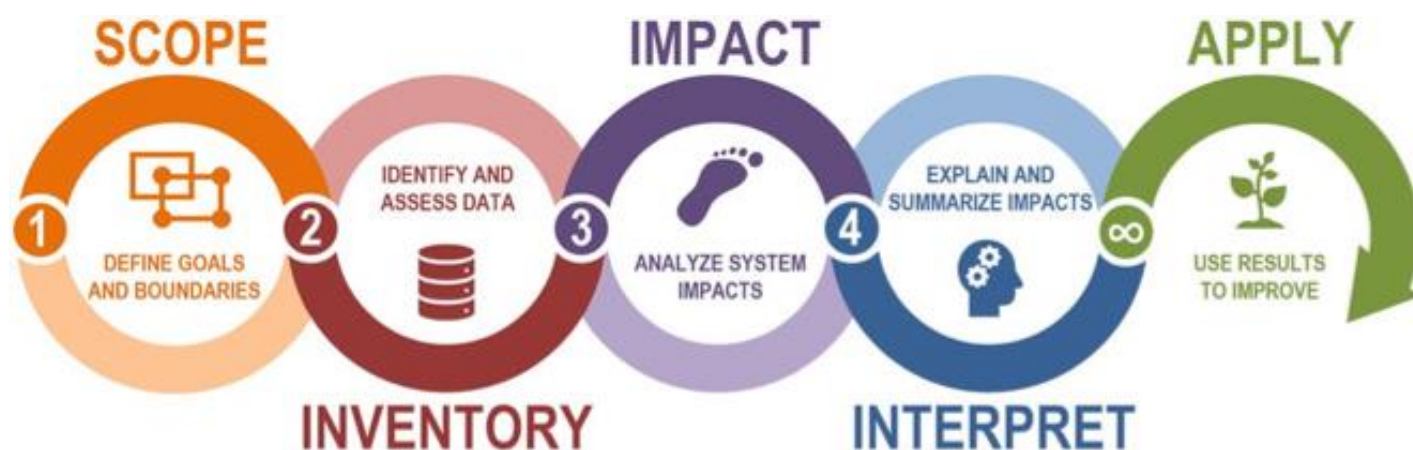 SCOPE
1
DEFINE GOALS
AND BOUNDARIES
2
IDENTIFY AND
ASSESS DATA
INVENTORY
IMPACT
3
ANALYZE SYSTEM
IMPACTS
4
EXPLAIN AND
SUMMARIZE IMPACTS
INTERPRET
APPLY
∞
USE RESULTS
TO IMPROVE